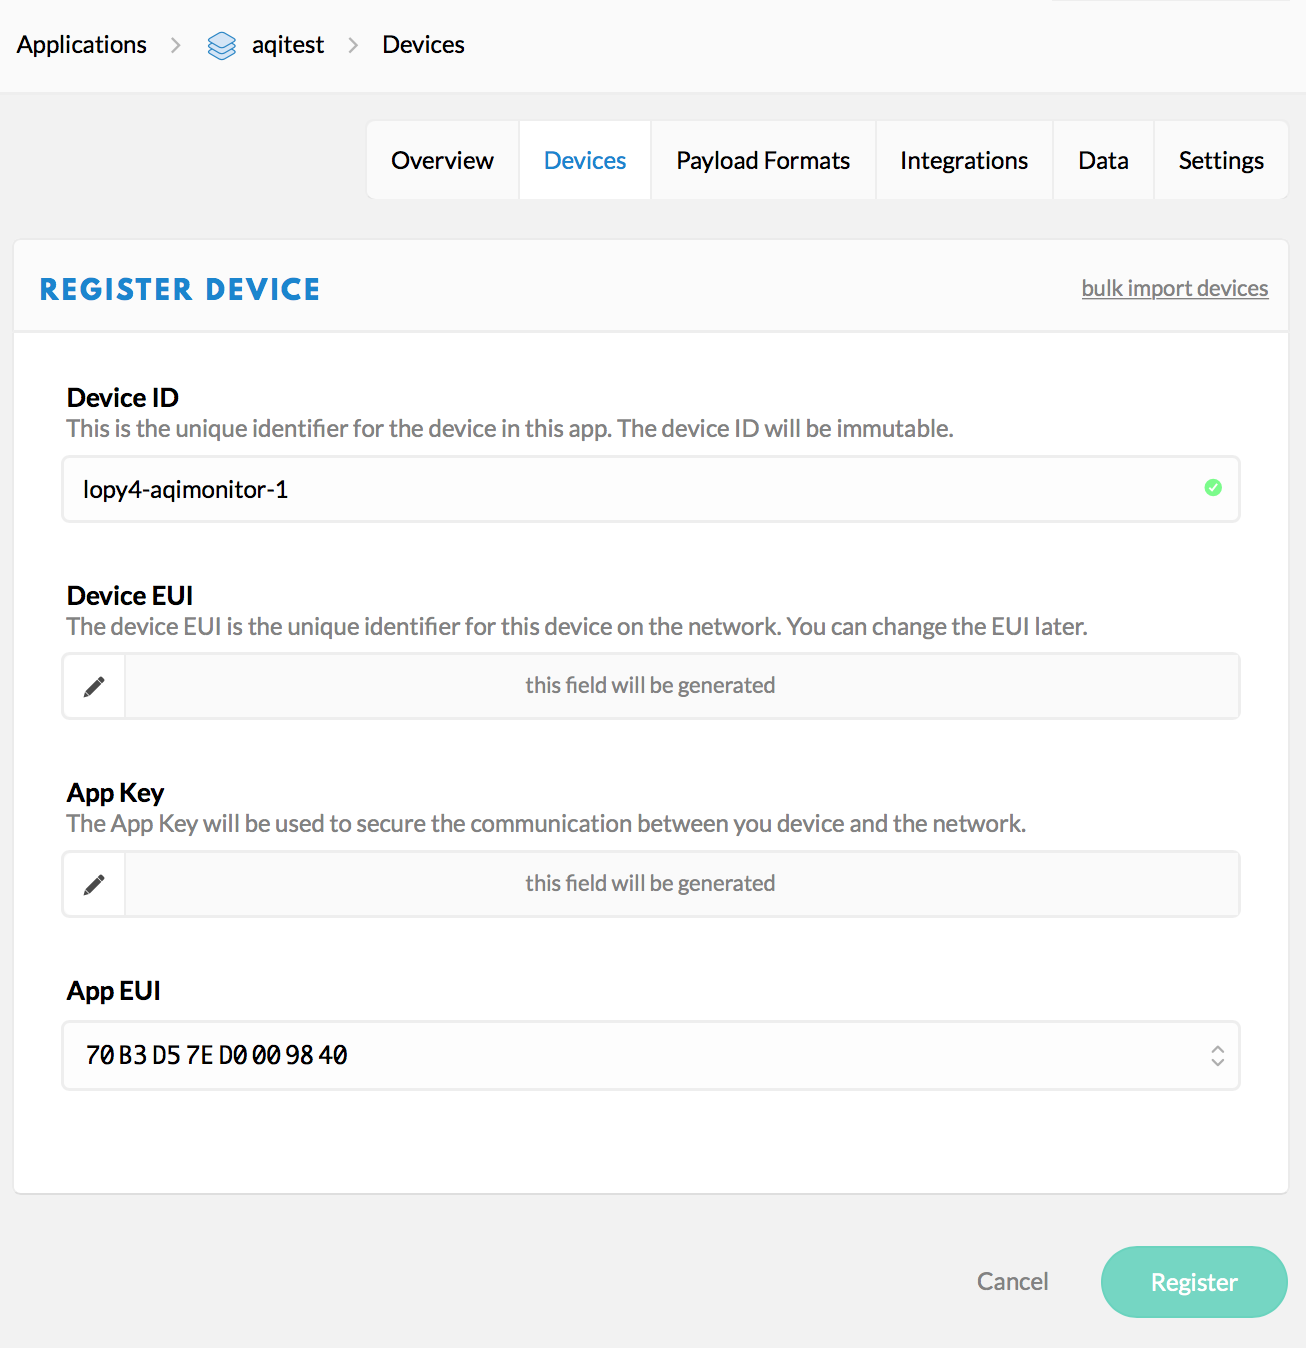 Applications > aqitest > Devices
Overview Devices Payload Formats Integrations Data Settings
REGISTER DEVICE bulk import devices
Device ID
This is the unique identifier for the device in this app. The device ID will be immutable.
lopy4-aqimonitor-1
Device EUI
The device EUI is the unique identifier for this device on the network. You can change the EUI later.
this field will be generated
App Key
The App Key will be used to secure the communication between you device and the network.
this field will be generated
App EUI
70 B3 D5 7E D0 00 98 40
Cancel Register